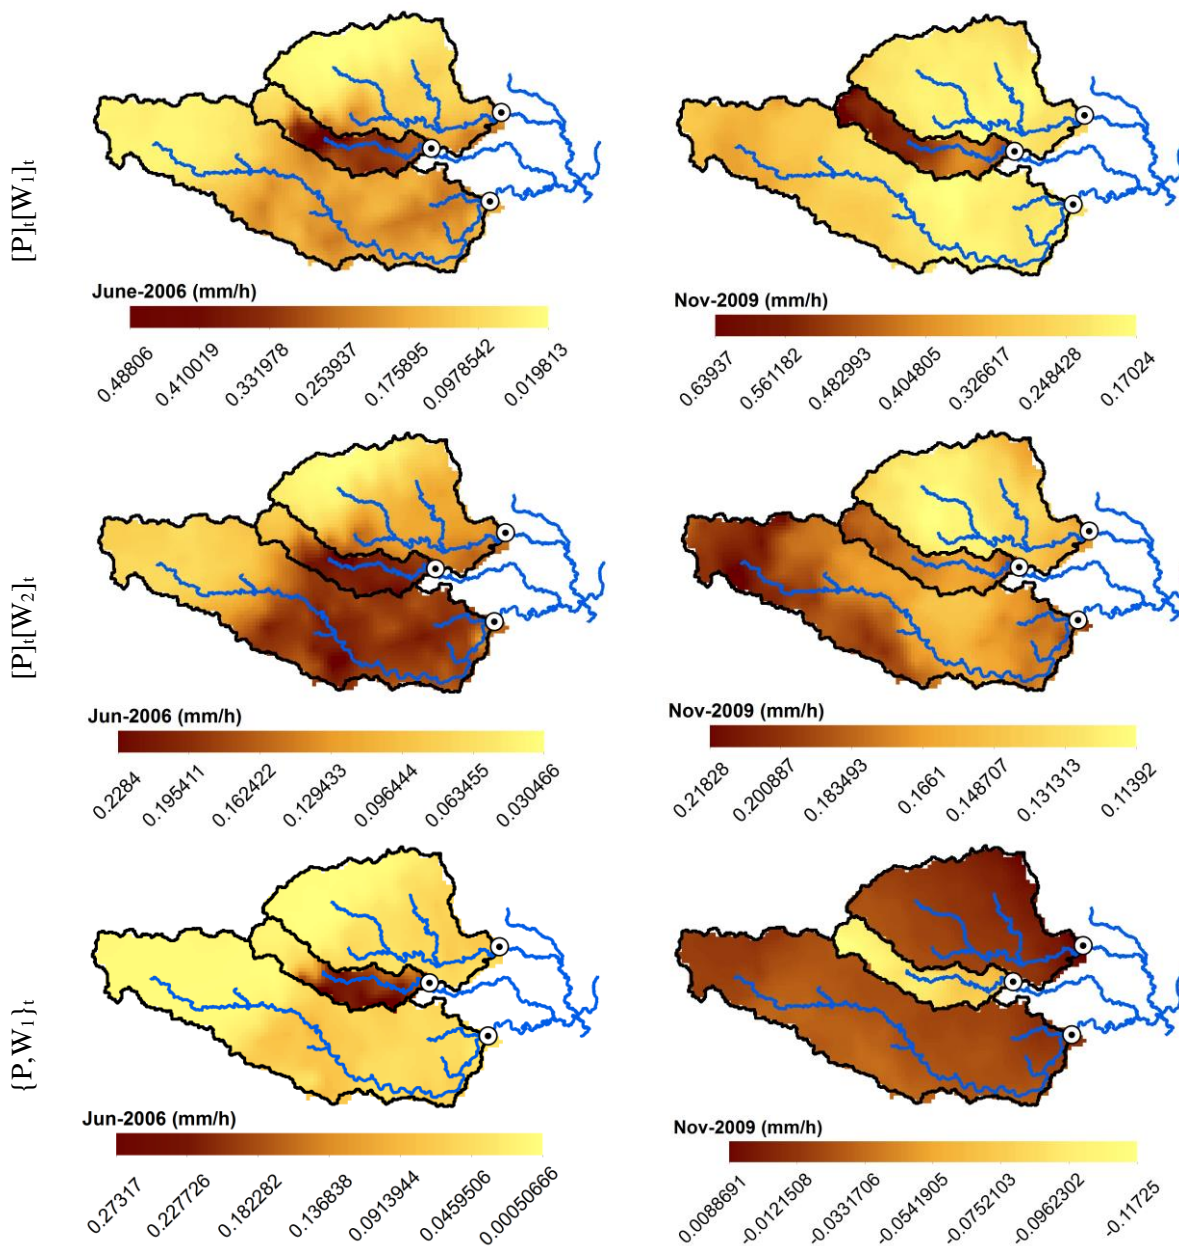 [P]t[W1]t
June-2006 (mm/h)
0.48806 0.410019 0.331978 0.253937 0.175895 0.0978542 0.019813
Nov-2009 (mm/h)
0.63937 0.561182 0.482993 0.404805 0.326617 0.248428 0.17024
[P]t[W2]t
Jun-2006 (mm/h)
0.2284 0.195411 0.162422 0.129433 0.096444 0.063455 0.030466
Nov-2009 (mm/h)
0.21828 0.200887 0.183493 0.1661 0.148707 0.131313 0.11392
{P,W1}t
Jun-2006 (mm/h)
0.27317 0.227726 0.182282 0.136838 0.0913944 0.0459506 0.00050666
Nov-2009 (mm/h)
0.0088691 -0.0121508 -0.0331706 -0.0541905 -0.0752103 -0.0962302 -0.11725